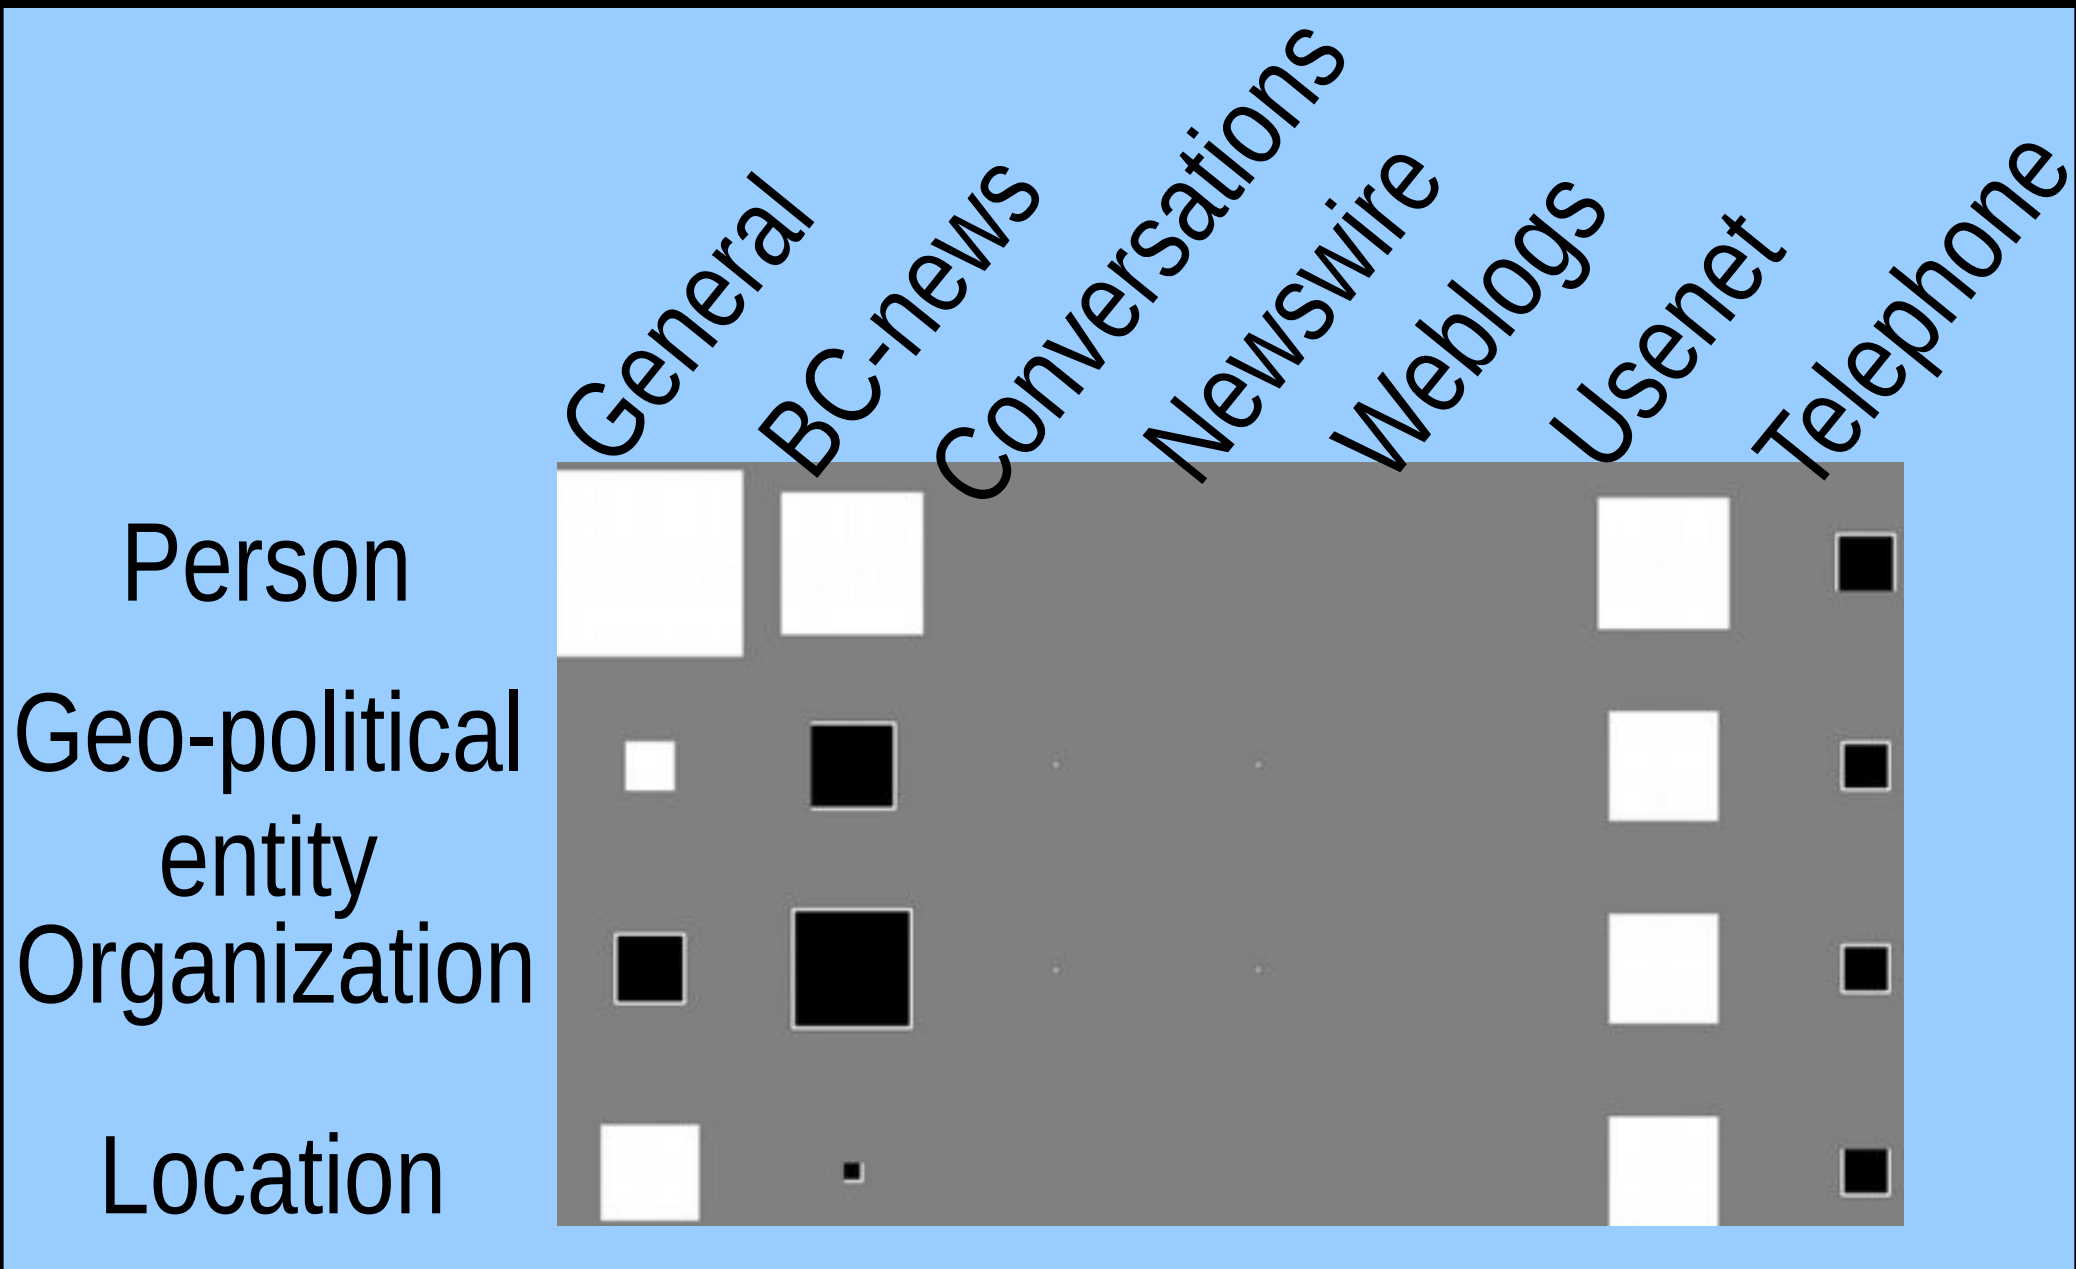 General
BC-news
Conversations
Newswire
Weblogs
Usenet
Telephone
Person
Geo-political
entity
Organization
Location